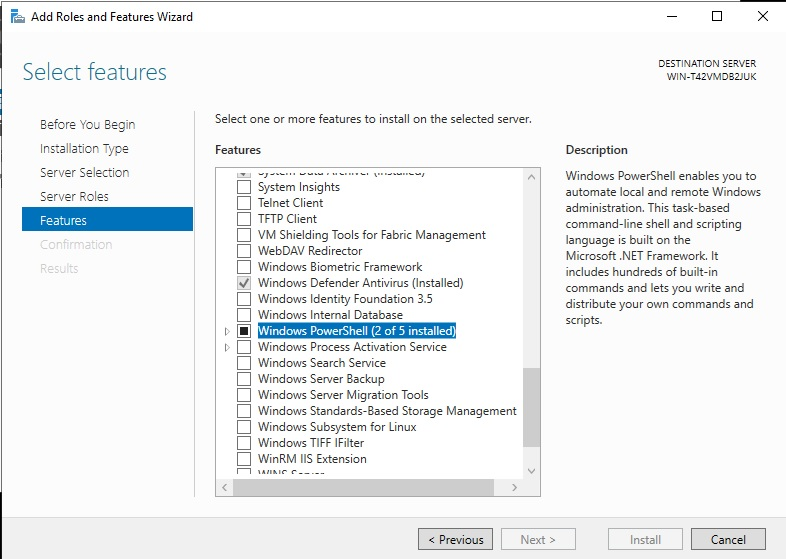 Add Roles and Features Wizard
Select features
DESTINATION SERVER
WIN-T42VMDB2JUK
Before You Begin
Installation Type
Server Selection
Server Roles
Features
Confirmation
Results
Select one or more features to install on the selected server.
Features
System Data Archiver (Installed)
System Insights
Telnet Client
TFTP Client
VM Shielding Tools for Fabric Management
WebDAV Redirector
Windows Biometric Framework
Windows Defender Antivirus (Installed)
Windows Identity Foundation 3.5
Windows Internal Database
Windows PowerShell (2 of 5 installed)
Windows Process Activation Service
Windows Search Service
Windows Server Backup
Windows Server Migration Tools
Windows Standards-Based Storage Management
Windows Subsystem for Linux
Windows TIFF IFilter
WinRM IIS Extension
WINS Server
Description
Windows PowerShell enables you to
automate local and remote Windows
administration. This task-based
command-line shell and scripting
language is built on the
Microsoft .NET Framework. It
includes hundreds of built-in
commands and lets you write and
distribute your own commands and
scripts.
< Previous
Next >
Install
Cancel